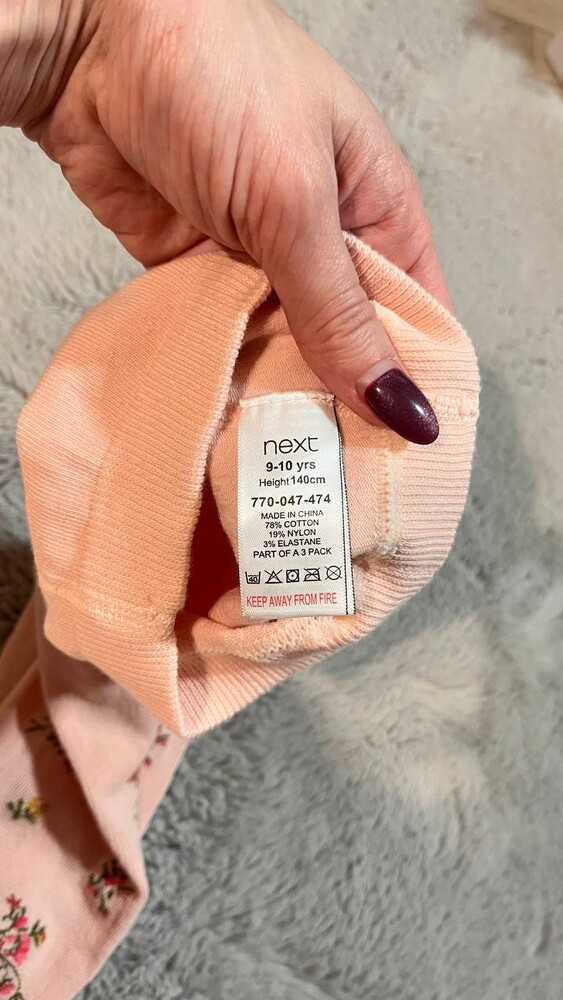 next
9-10 yrs
Height 140cm
770-047-474
MADE IN CHINA
78% COTTON
19% NYLON
3% ELASTANE
PART OF A 3 PACK
40
KEEP AWAY FROM FIRE